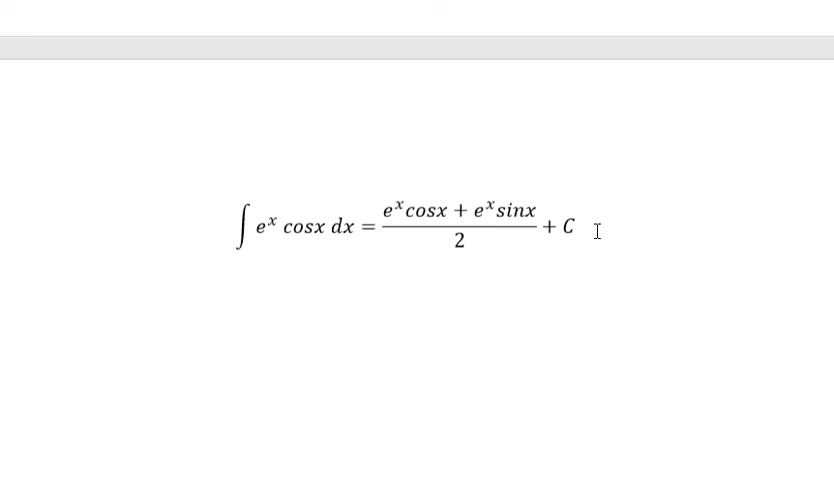 ∫ eˣ cosx dx = (eˣcosx + eˣsinx)/2 + C